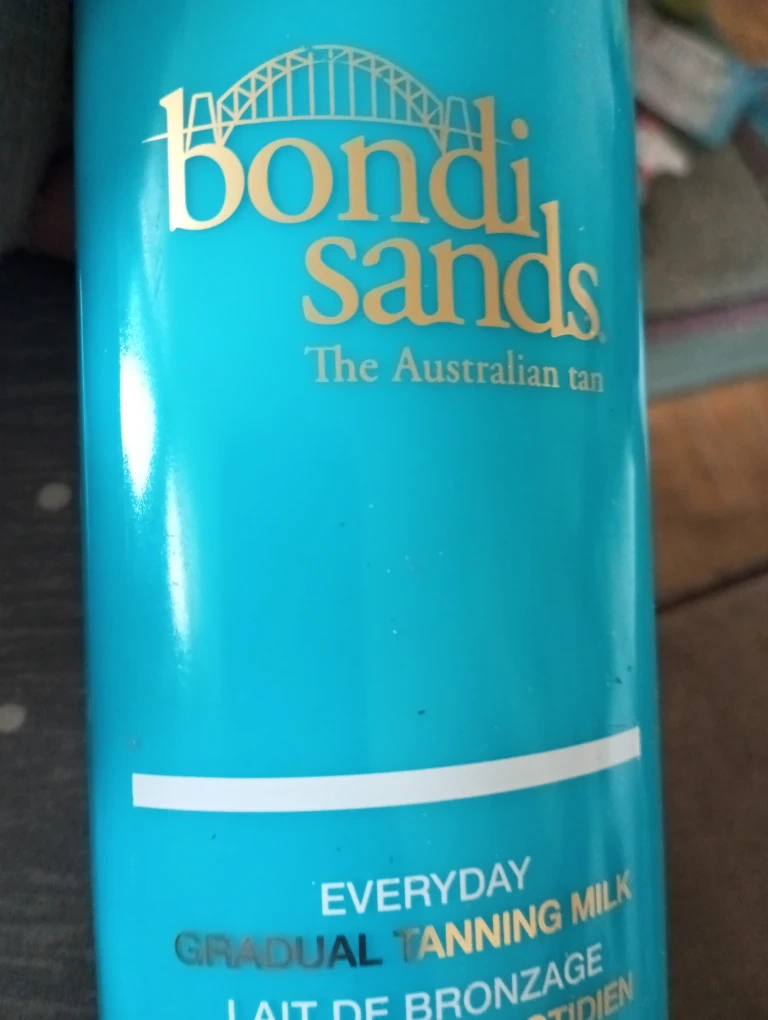 bondi
sands
The Australian tan
EVERYDAY
GRADUAL TANNING MILK
LAIT DE BRONZAGE